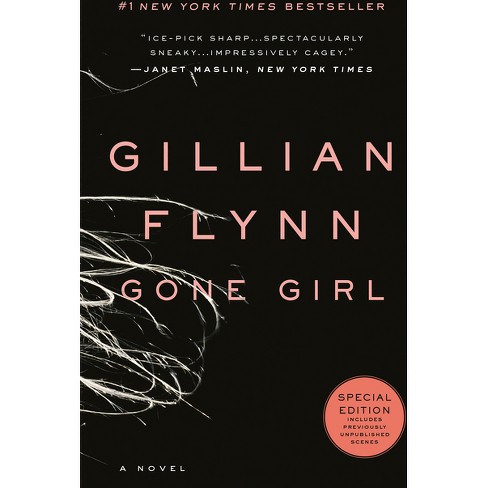 #1 NEW YORK TIMES BESTSELLER
"ICE-PICK SHARP...SPECTACULARLY
SNEAKY...IMPRESSIVELY CAGEY."
—JANET MASLIN, NEW YORK TIMES
GILLIAN
FLYNN
GONE GIRL
SPECIAL
EDITION
INCLUDES
PREVIOUSLY
UNPUBLISHED
SCENES
A NOVEL